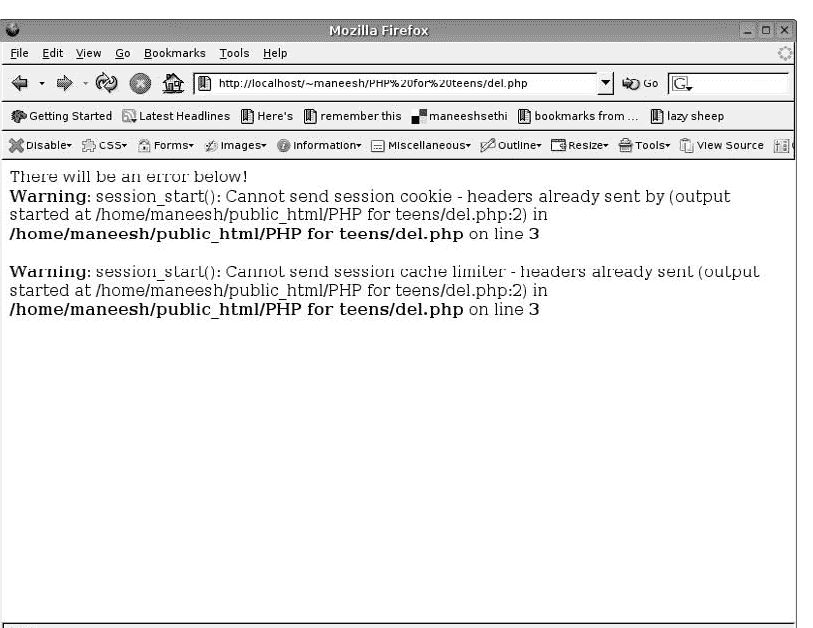 Mozilla Firefox
File Edit View Go Bookmarks Tools Help
http://localhost/~maneesh/PHP%20for%20teens/del.php Go G
Getting Started Latest Headlines Here's remember this maneeshsethi bookmarks from ... lazy sheep
Disable CSS Forms Images Information Miscellaneous Outline Resize Tools View Source
There will be an error below!
Warning: session_start(): Cannot send session cookie - headers already sent by (output
started at /home/maneesh/public_html/PHP for teens/del.php:2) in
/home/maneesh/public_html/PHP for teens/del.php on line 3
Warning: session_start(): Cannot send session cache limiter - headers already sent (output
started at /home/maneesh/public_html/PHP for teens/del.php:2) in
/home/maneesh/public_html/PHP for teens/del.php on line 3